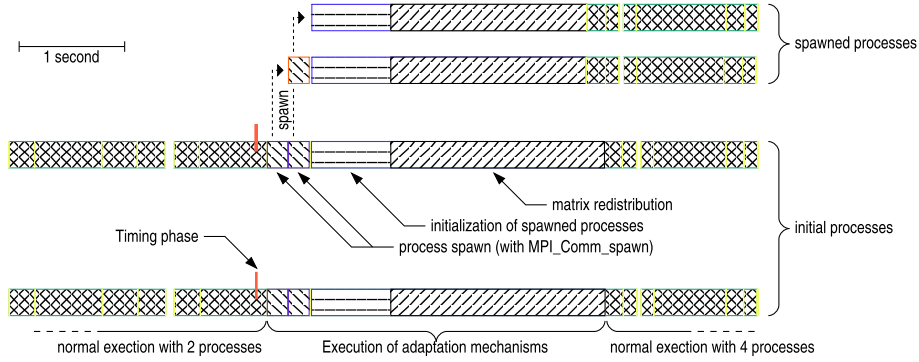 spawned processes
1 second
spawn
matrix redistribution
initialization of spawned processes
initial processes
Timing phase
process spawn (with MPI_Comm_spawn)
normal exection with 2 processes
Execution of adaptation mechanisms
normal exection with 4 processes